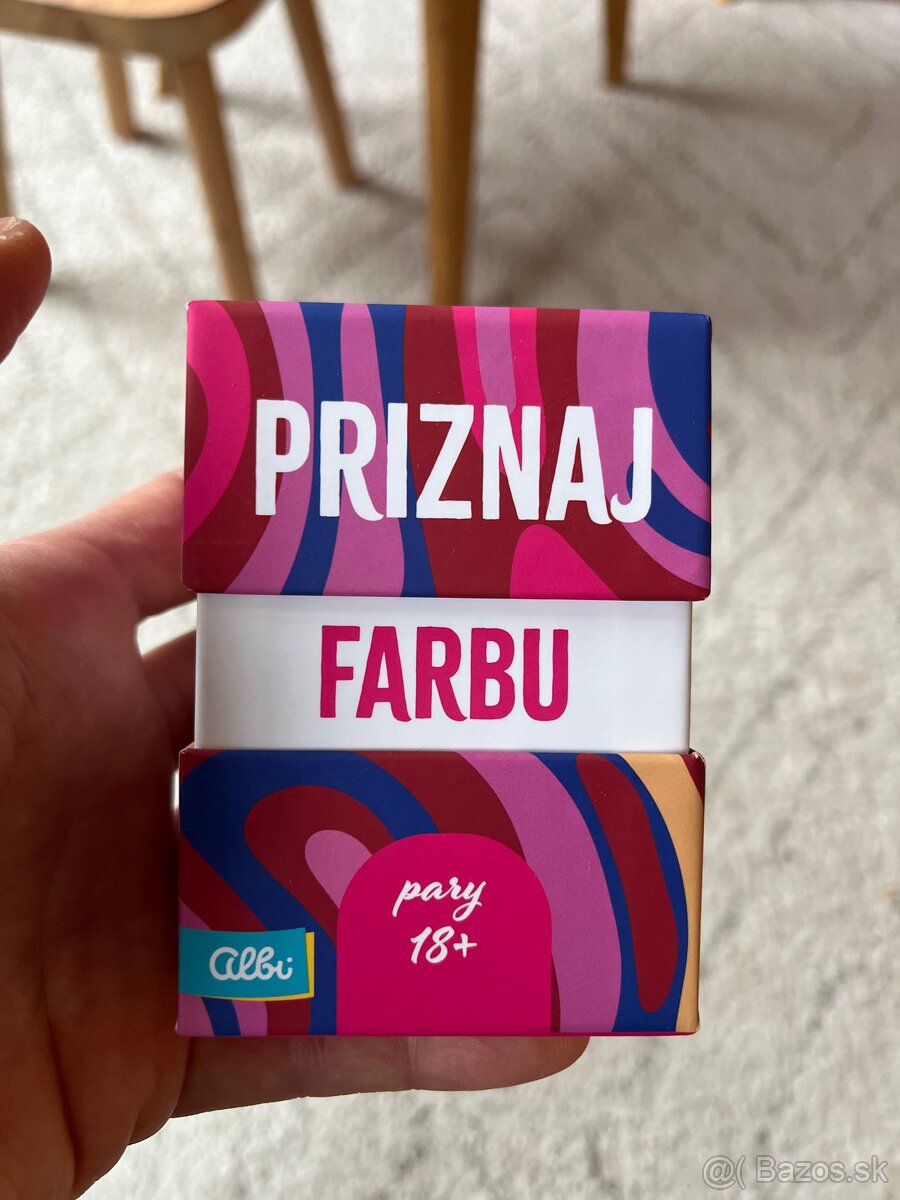 PRIZNAJ
FARBU
pary
18+
albi
@( Bazos.sk